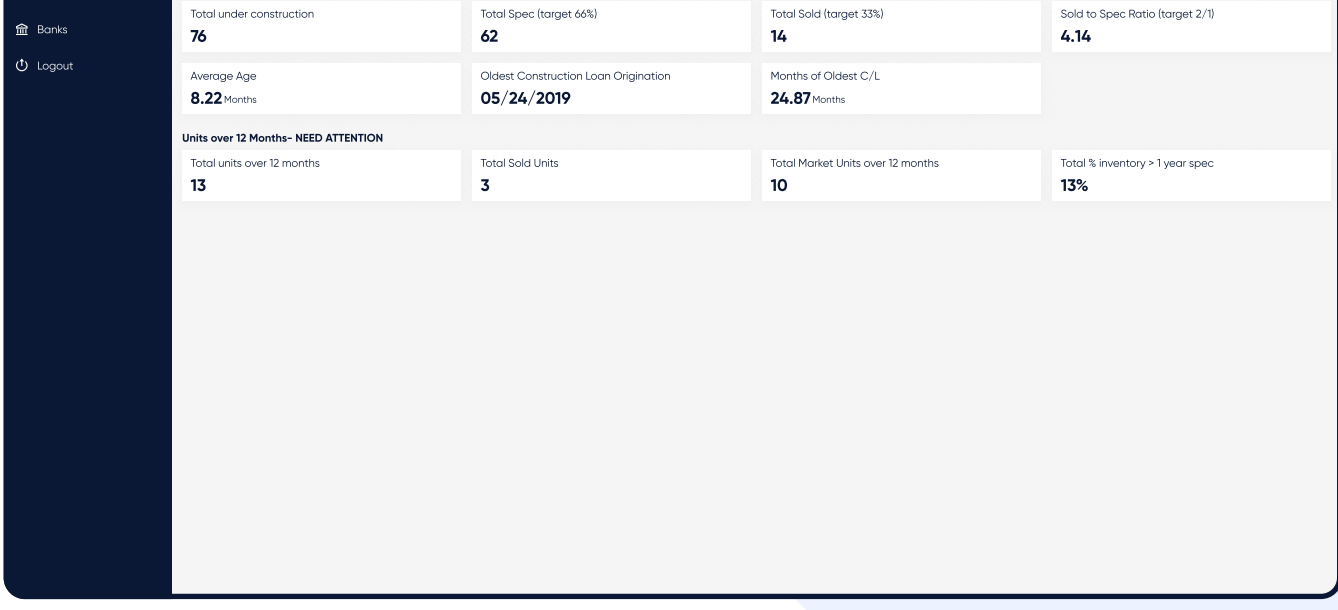 Banks
Logout
Total under construction
76
Total Spec (target 66%)
62
Total Sold (target 33%)
14
Sold to Spec Ratio (target 2/1)
4.14
Average Age
8.22 Months
Oldest Construction Loan Origination
05/24/2019
Months of Oldest C/L
24.87 Months
Units over 12 Months- NEED ATTENTION
Total units over 12 months
13
Total Sold Units
3
Total Market Units over 12 months
10
Total % inventory > 1 year spec
13%